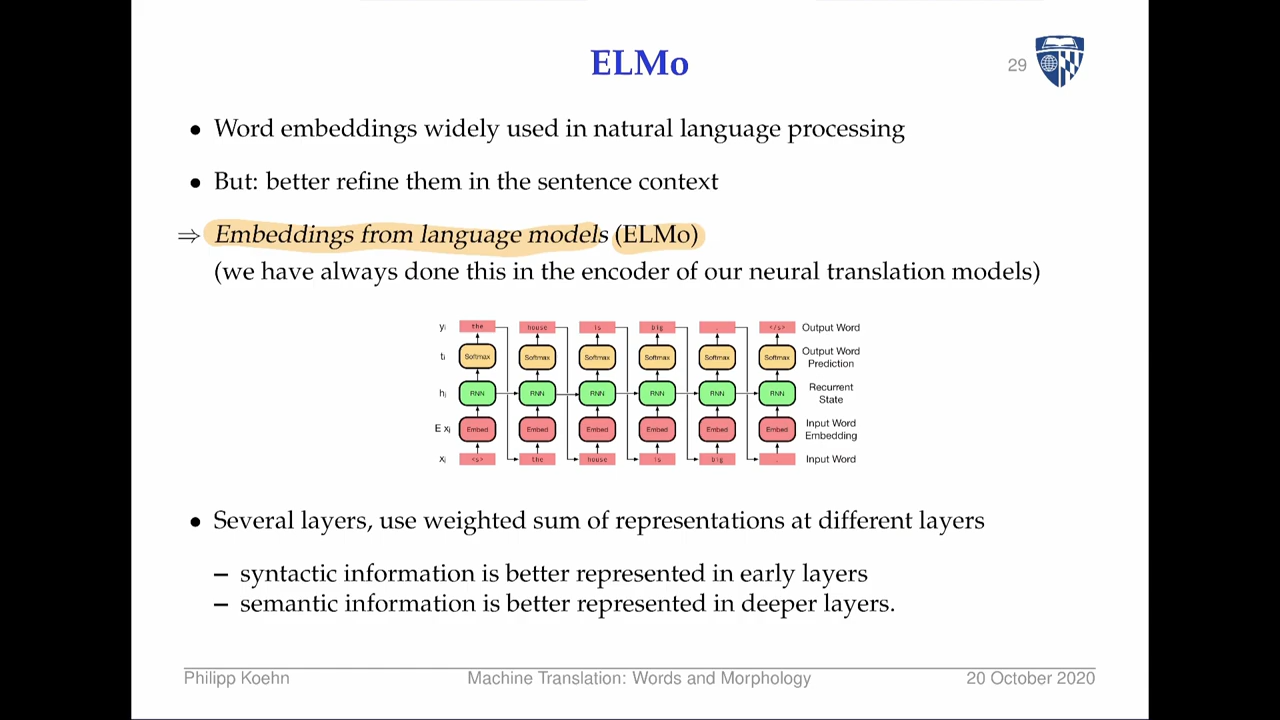 ELMo
29
• Word embeddings widely used in natural language processing
• But: better refine them in the sentence context
⇒ Embeddings from language models (ELMo)
(we have always done this in the encoder of our neural translation models)
yⱼ the house is big . </s> Output Word
tᵢ Softmax Softmax Softmax Softmax Softmax Softmax Output Word Prediction
hⱼ RNN RNN RNN RNN RNN RNN Recurrent State
E xⱼ Embed Embed Embed Embed Embed Embed Input Word Embedding
xⱼ <s> the house is big . Input Word
• Several layers, use weighted sum of representations at different layers
– syntactic information is better represented in early layers
– semantic information is better represented in deeper layers.
Philipp Koehn Machine Translation: Words and Morphology 20 October 2020